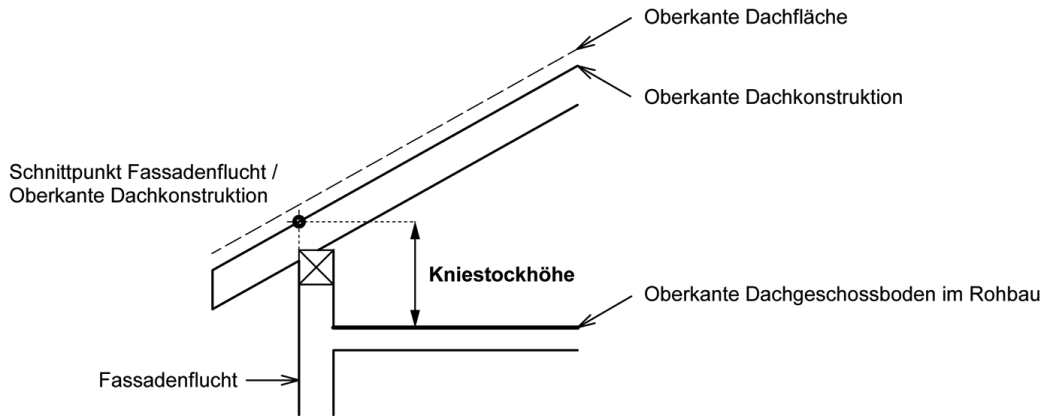 Oberkante Dachfläche
Oberkante Dachkonstruktion
Schnittpunkt Fassadenflucht /
Oberkante Dachkonstruktion
Kniestockhöhe
Oberkante Dachgeschossboden im Rohbau
Fassadenflucht